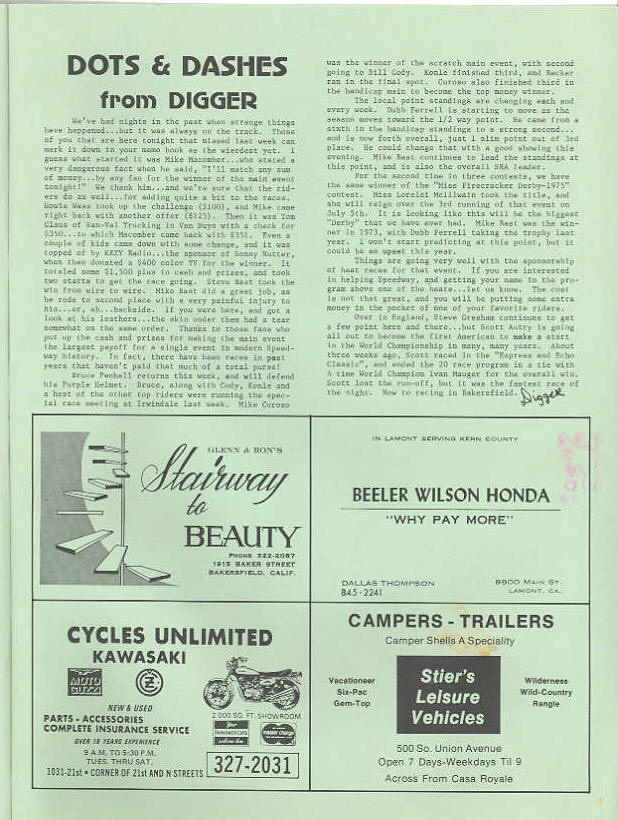 DOTS & DASHES
from DIGGER
We've had nights in the past when strange things
have happened...but it was always on the track. Those
of you that are here tonight that missed last week can
mark it down in your memo book as the wierdest yet. I
guess what started it was Mike Macomber...who stated a
very dangerous fact when he said, "I'll match any sum
of money...by any fan for the winner of the main event
tonight!" We thank him...and we're sure that the rid-
ers do as well...for adding quite a bit to the races.
Howie Wass took up the challenge ($100), and Mike came
right back with another offer ($125). Then it was Tom
Claus of San-Val Trucking in Van Nuys with a check for
$350...to which Macomber came back with $351. Even a
couple of kids came down with some change, and it was
topped of by KKXY Radio...the sponsor of Sonny Nutter,
when then donated a $400 color TV for the winner. It
totaled some $1,500 plus in cash and prizes, and took
two starts to get the race going. Steve Bast took the
win from wire to wire. Mike Bast did a great job, as
he rode to second place with a very painful injury to
his...er, ah...backside. If you were here, and got a
look at his leathers...the skin under them had a tear
somewhat on the same order. Thanks to those fans who
put up the cash and prizes for making the main event
the largest payoff for a single event in modern Speed-
way history. In fact, there have been races in past
years that haven't paid that much of a total purse!
Bruce Penhall returns this week, and will defend
his Purple Helmet. Bruce, along with Cody, Konle and
a host of the other top riders were running the spec-
ial race meeting at Irwindale last week. Mike Curoso
was the winner of the scratch main event, with second
going to Bill Cody. Konle finished third, and Becker
ran in the final spot. Curoso also finished third in
the handicap main to become the top money winner.
The local point standings are changing each and
every week. Dubb Ferrell is starting to move as the
season moves toward the 1/2 way point. He came from a
sixth in the handicap standings to a strong second...
and is now forth overall, just 1 slim point out of 3rd
place. He could change that with a good showing this
evening. Mike Bast continues to lead the standings at
this point, and is also the overall SRA leader.
For the second time in three contests, we have
the same winner of the "Miss Firecracker Derby-1975"
contest. Miss Lorelei Hellwain took the title, and
she will reign over the 3rd running of that event on
July 5th. It is looking like this will be the biggest
"Derby" that we have ever had. Mike Bast was the win-
ner in 1973, with Dubb Ferrell taking the trophy last
year. I won't start predicting at this point, but it
could be an upset this year.
Things are going very well with the sponsorship
of heat races for that event. If you are interested
in helping Speedway, and getting your name in the pro-
gram above one of the heats...let us know. The cost
is not that great, and you will be putting some extra
money in the pocket of one of your favorite riders.
Over in England, Steve Gresham continues to get
a few point here and there...but Scott Autry is going
all out to become the first American to make a start
in the World Championship in many, many years. About
three weeks ago, Scott raced in the "Express and Echo
Classic", and ended the 20 race program in a tie with
4 time World Champion Ivan Mauger for the overall win.
Scott lost the run-off, but it was the fastest race of
the night. Now to racing in Bakersfield. Digger
GLENN & RON'S
Stairway
to
BEAUTY
PHONE 322-2067
1915 BAKER STREET
BAKERSFIELD, CALIF.
IN LAMONT SERVING KERN COUNTY
BEELER WILSON HONDA
"WHY PAY MORE"
DALLAS THOMPSON
845-2241
9900 MAIN ST.
LAMONT, CA.
CYCLES UNLIMITED
KAWASAKI
MOTO GUZZI
CZ
NEW & USED
PARTS - ACCESSORIES
COMPLETE INSURANCE SERVICE
OVER 18 YEARS EXPERIENCE
9 A.M. TO 5:30 P.M.
TUES. THRU SAT.
1031-21st • CORNER OF 21st AND N STREETS
2,000 SQ. FT. SHOWROOM
master charge
327-2031
CAMPERS - TRAILERS
Camper Shells A Speciality
Vacationeer
Six-Pac
Gem-Top
Stier's
Leisure
Vehicles
Wilderness
Wild-Country
Rangle
500 So. Union Avenue
Open 7 Days-Weekdays Til 9
Across From Casa Royale